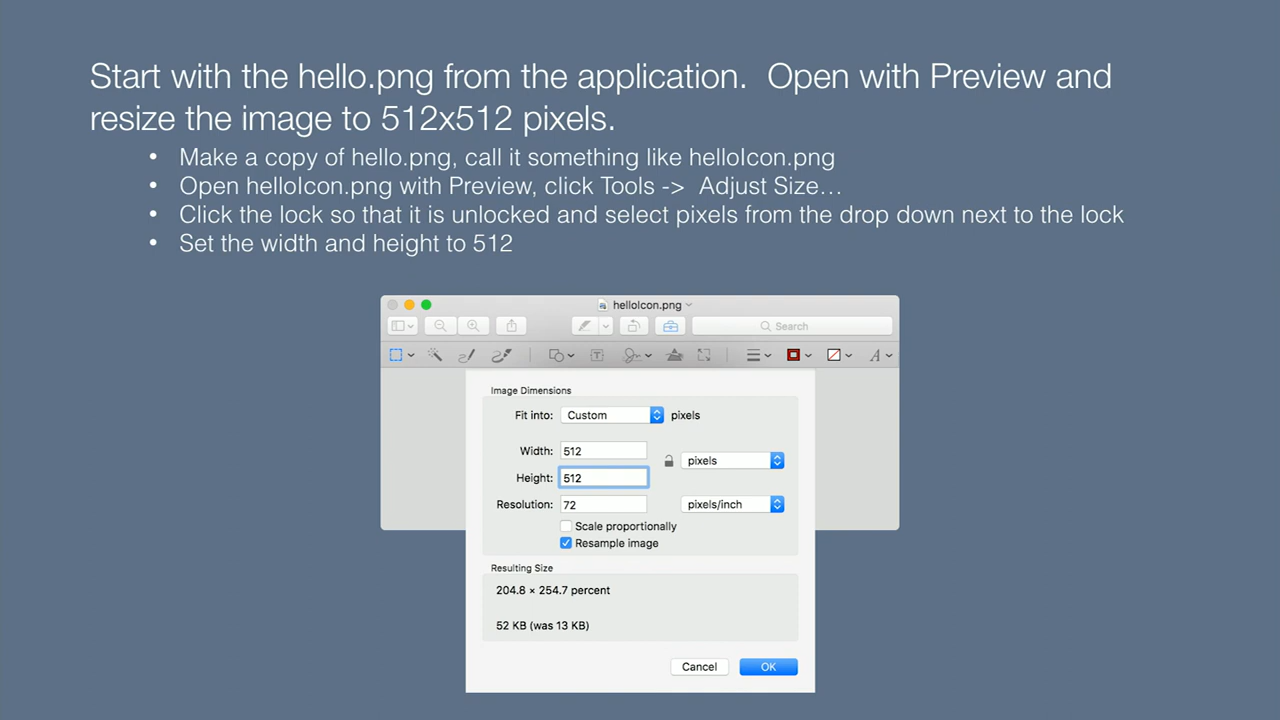 Start with the hello.png from the application.  Open with Preview and
resize the image to 512x512 pixels.
• Make a copy of hello.png, call it something like helloIcon.png
• Open helloIcon.png with Preview, click Tools ->  Adjust Size…
• Click the lock so that it is unlocked and select pixels from the drop down next to the lock
• Set the width and height to 512
helloIcon.png
Search
Image Dimensions
Fit into: Custom pixels
Width: 512
pixels
Height: 512
Resolution: 72 pixels/inch
Scale proportionally
Resample image
Resulting Size
204.8 × 254.7 percent
52 KB (was 13 KB)
Cancel OK